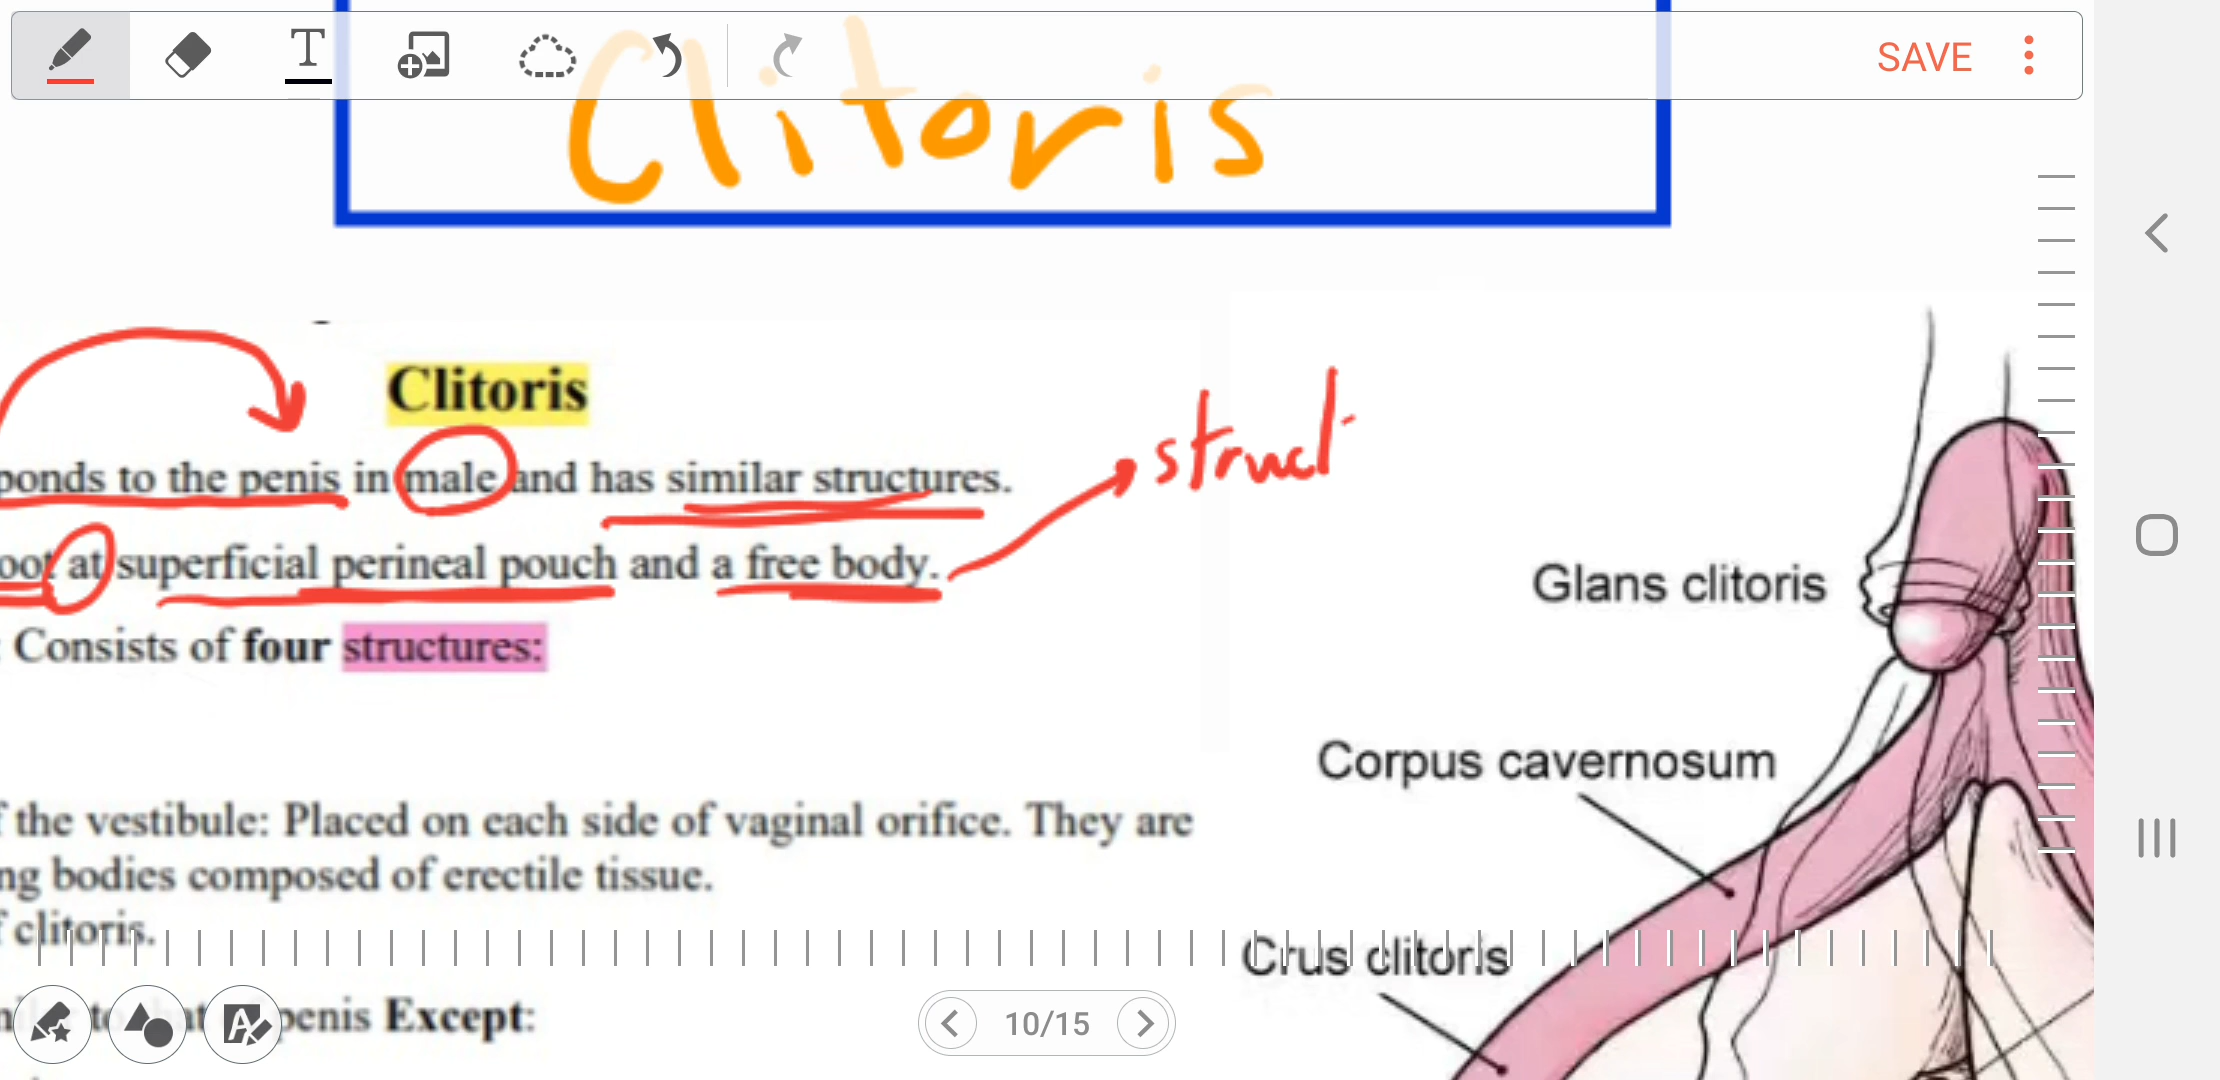 T
SAVE
Clitoris
Clitoris
ponds to the penis in male and has similar structures.
struct
at superficial perineal pouch and a free body.
: Consists of four structures:
Glans clitoris
Corpus cavernosum
f the vestibule: Placed on each side of vaginal orifice. They are
ng bodies composed of erectile tissue.
f clitoris.
Crus clitoris
penis Except:
10/15